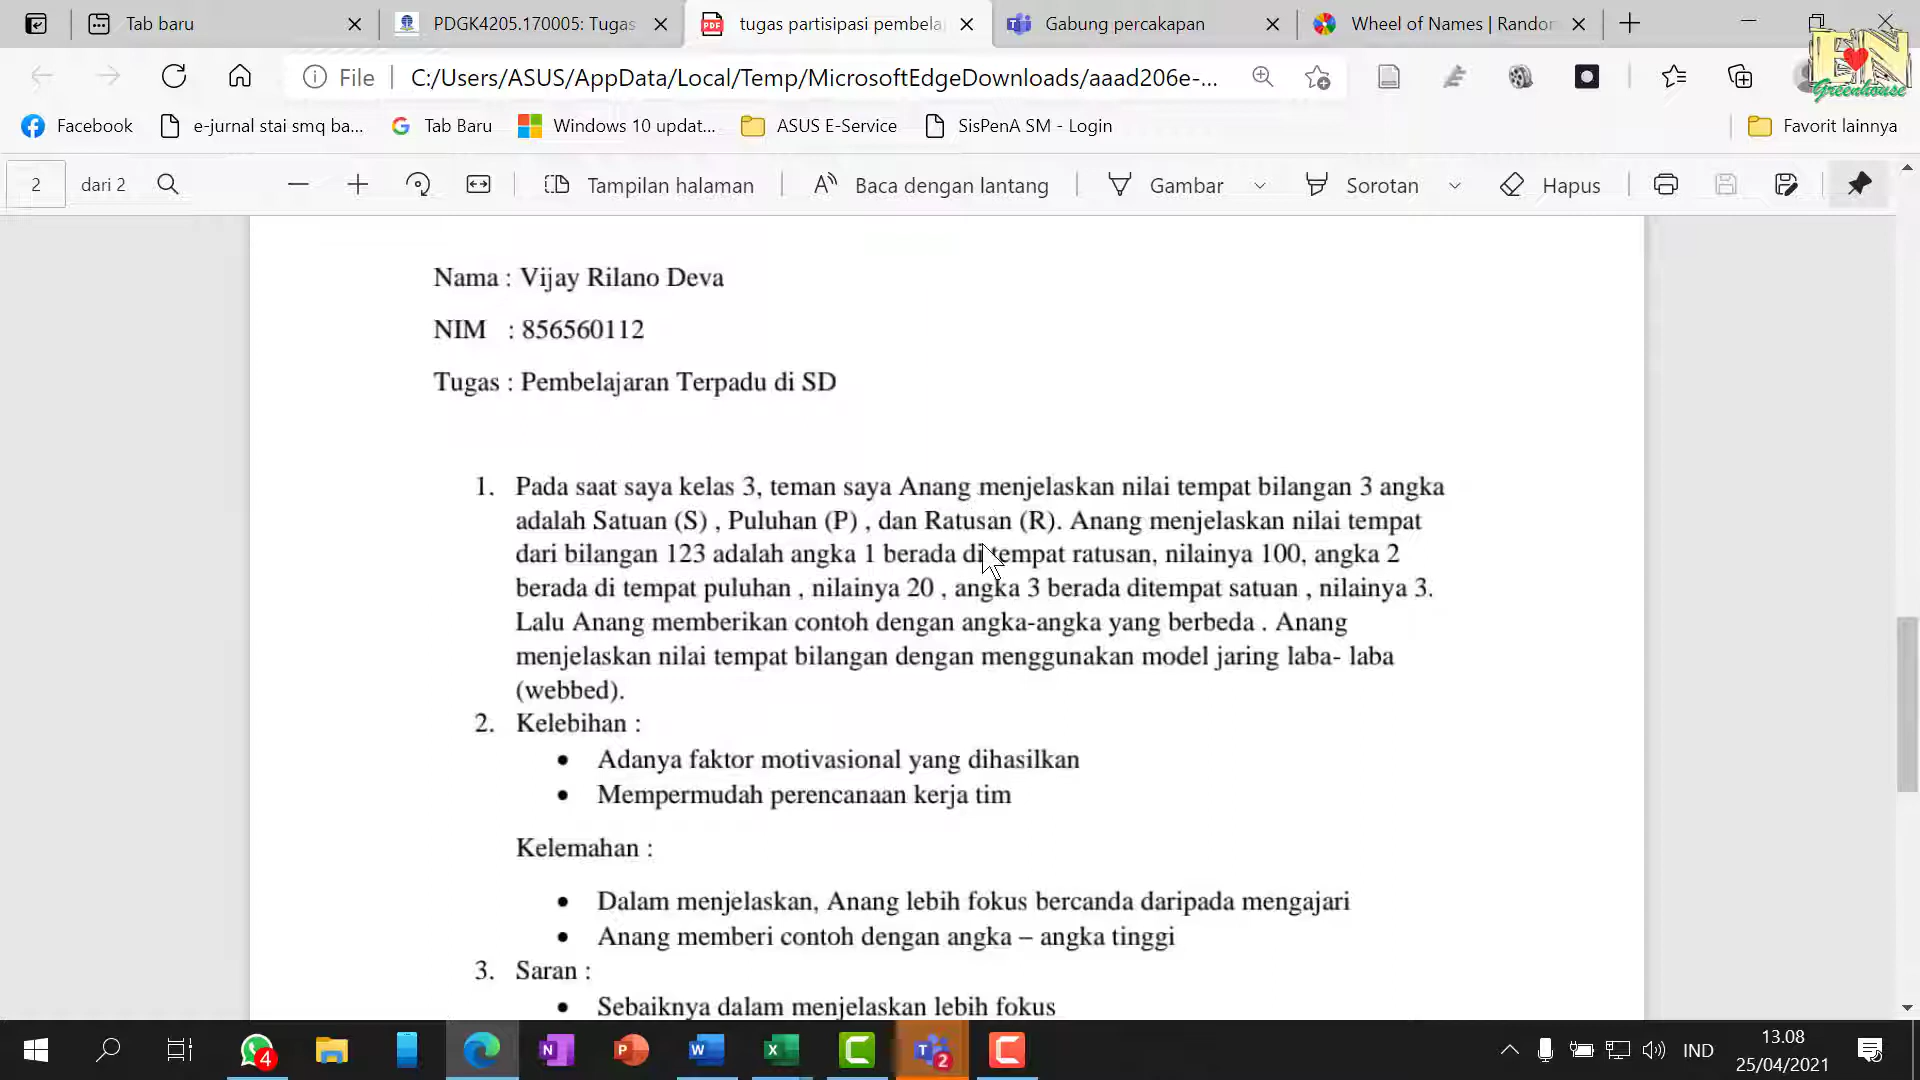 Tab baru
PDGK4205.170005: Tugas
PDF
tugas partisipasi pembela
Gabung percakapan
Wheel of Names | Random
File
C:/Users/ASUS/AppData/Local/Temp/MicrosoftEdgeDownloads/aaad206e-...
EN
Greenhouse
Facebook
e-jurnal stai smq ba...
Tab Baru
Windows 10 updat...
ASUS E-Service
SisPenA SM - Login
Favorit lainnya
2
dari 2
Tampilan halaman
Baca dengan lantang
Gambar
Sorotan
Hapus
Nama : Vijay Rilano Deva
NIM : 856560112
Tugas : Pembelajaran Terpadu di SD
1. Pada saat saya kelas 3, teman saya Anang menjelaskan nilai tempat bilangan 3 angka
adalah Satuan (S) , Puluhan (P) , dan Ratusan (R). Anang menjelaskan nilai tempat
dari bilangan 123 adalah angka 1 berada di tempat ratusan, nilainya 100, angka 2
berada di tempat puluhan , nilainya 20 , angka 3 berada ditempat satuan , nilainya 3.
Lalu Anang memberikan contoh dengan angka-angka yang berbeda . Anang
menjelaskan nilai tempat bilangan dengan menggunakan model jaring laba- laba
(webbed).
2. Kelebihan :
• Adanya faktor motivasional yang dihasilkan
• Mempermudah perencanaan kerja tim
Kelemahan :
• Dalam menjelaskan, Anang lebih fokus bercanda daripada mengajari
• Anang memberi contoh dengan angka – angka tinggi
3. Saran :
• Sebaiknya dalam menjelaskan lebih fokus
4
N
P
W
X
T
2
IND
13.08
25/04/2021